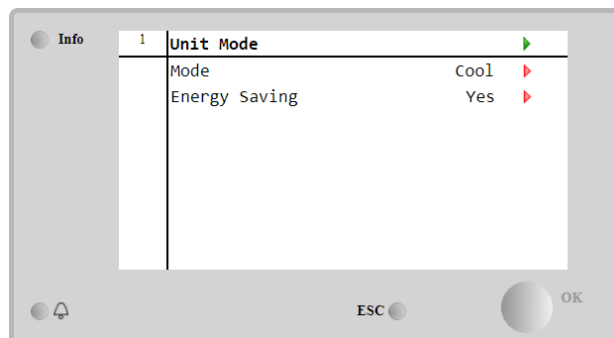 Info
1 Unit Mode
Mode Cool
Energy Saving Yes
ESC
OK